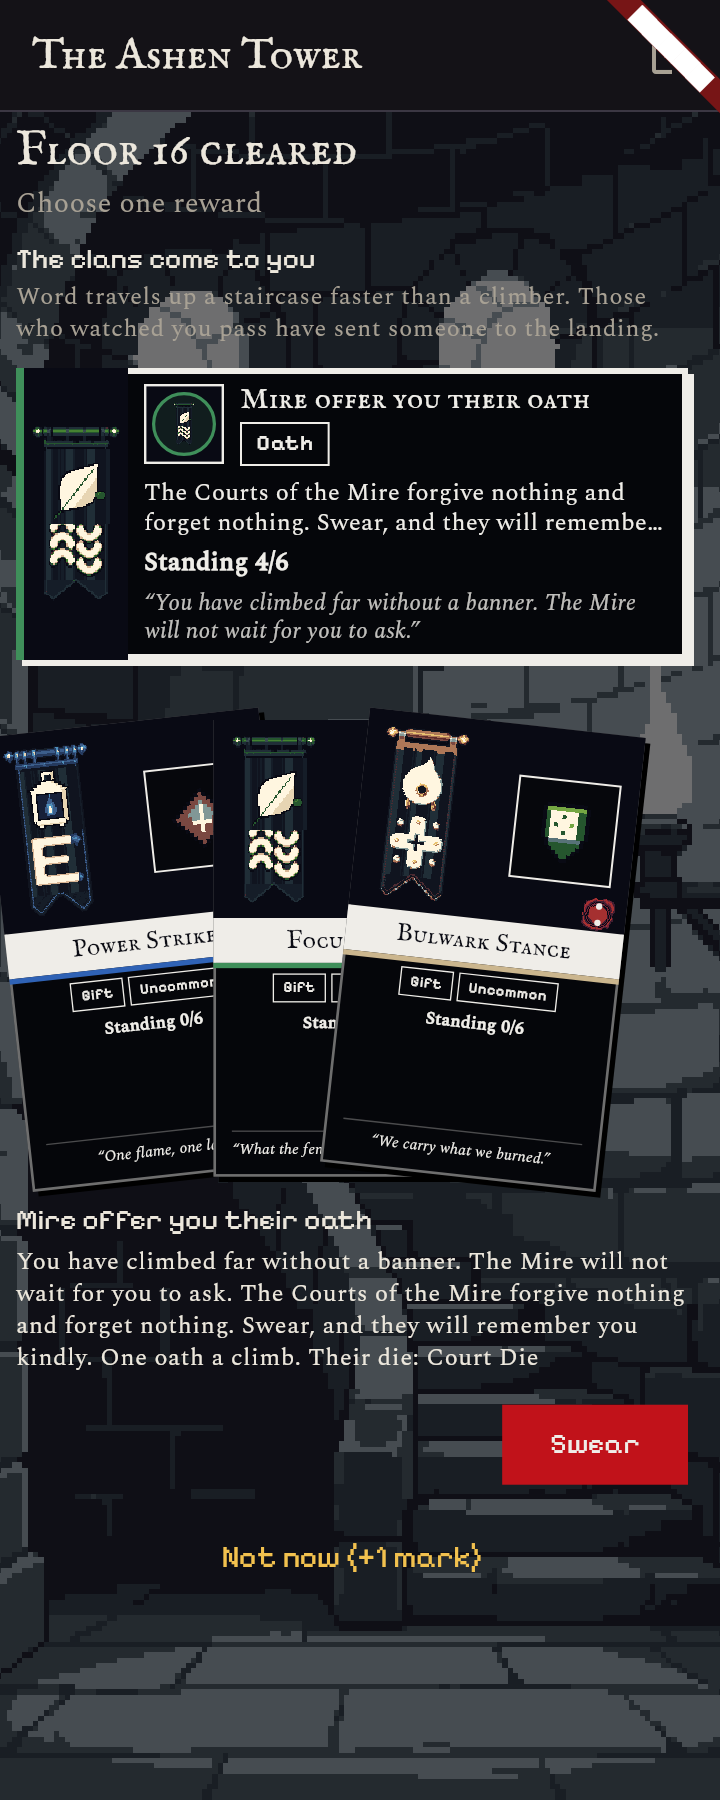 The Ashen Tower
Floor 16 cleared
Choose one reward
The clans come to you
Word travels up a staircase faster than a climber. Those
who watched you pass have sent someone to the landing.
Mire offer you their oath
Oath
The Courts of the Mire forgive nothing and
forget nothing. Swear, and they will remembe…
Standing 4/6
“You have climbed far without a banner. The Mire
will not wait for you to ask.”
E
Power Strike
Gift
Uncommon
Standing 0/6
“One flame, one l
Focu
Gift
Stan
“What the fen
Bulwark Stance
Gift
Uncommon
Standing 0/6
“We carry what we burned.”
Mire offer you their oath
You have climbed far without a banner. The Mire will not
wait for you to ask. The Courts of the Mire forgive nothing
and forget nothing. Swear, and they will remember you
kindly. One oath a climb. Their die: Court Die
Swear
Not now (+1 mark)